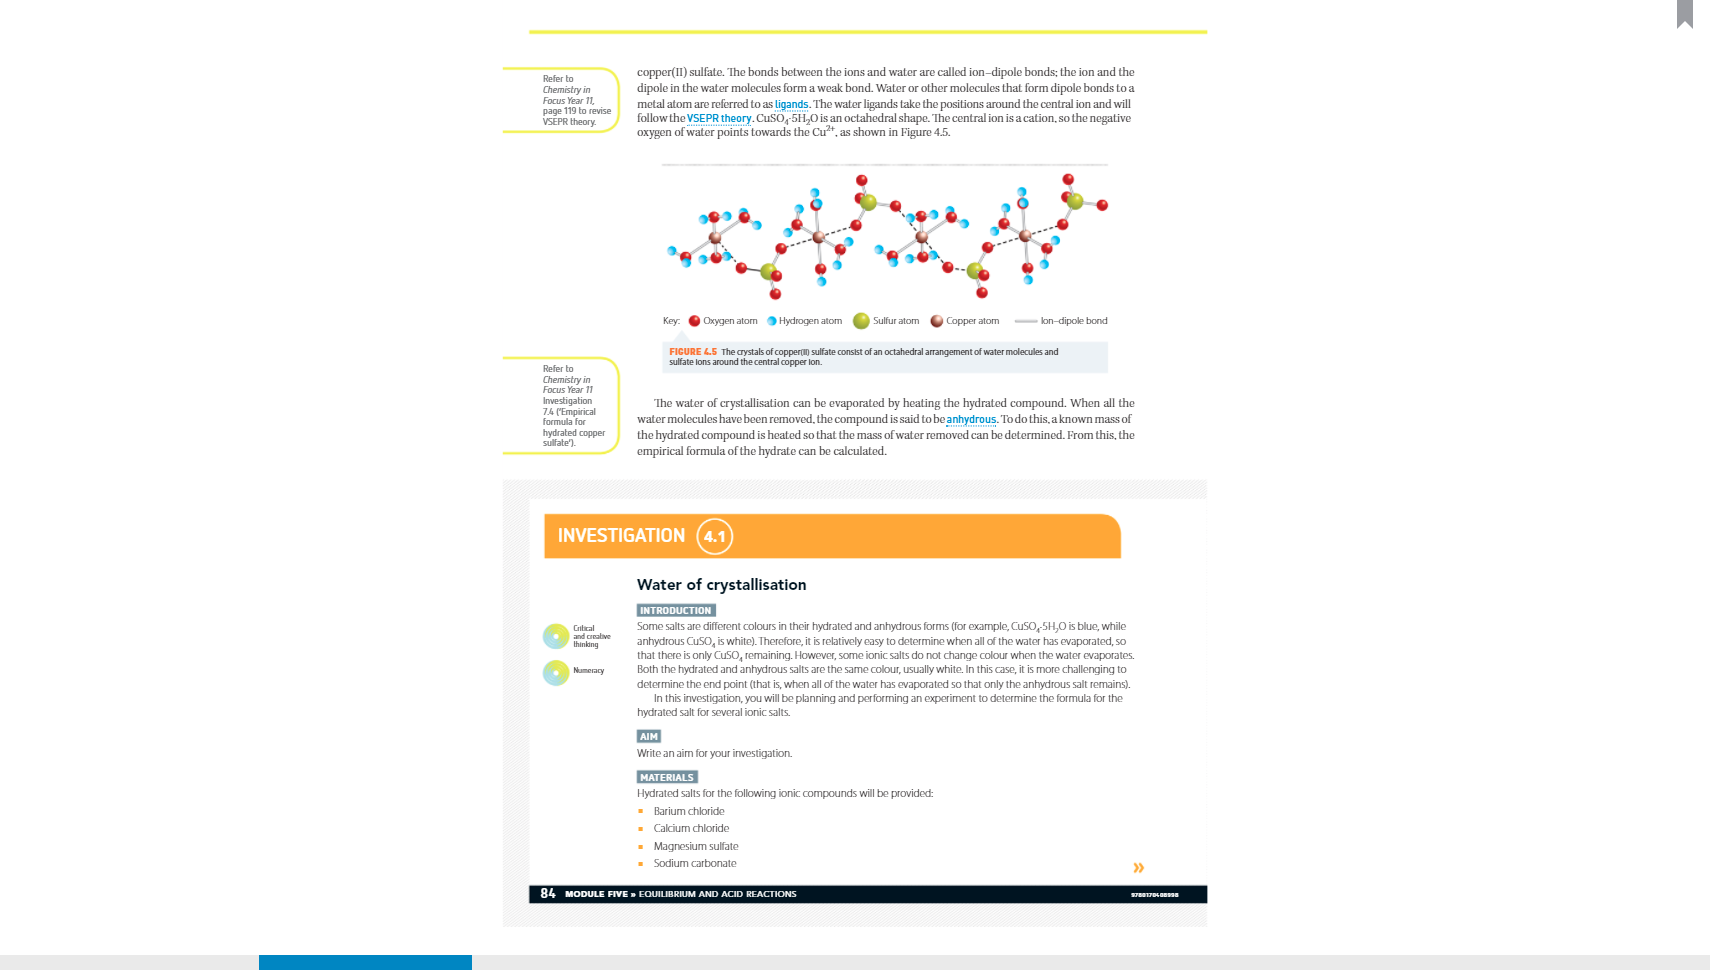 Refer to
Chemistry in
Focus Year 11,
page 119 to revise
VSEPR theory.
copper(II) sulfate. The bonds between the ions and water are called ion–dipole bonds; the ion and the
dipole in the water molecules form a weak bond. Water or other molecules that form dipole bonds to a
metal atom are referred to as ligands. The water ligands take the positions around the central ion and will
follow the VSEPR theory. CuSO₄·5H₂O is an octahedral shape. The central ion is a cation, so the negative
oxygen of water points towards the Cu²⁺, as shown in Figure 4.5.
Key: Oxygen atom Hydrogen atom Sulfur atom Copper atom Ion–dipole bond
FIGURE 4.5 The crystals of copper(II) sulfate consist of an octahedral arrangement of water molecules and
sulfate ions around the central copper ion.
Refer to
Chemistry in
Focus Year 11
Investigation
7.4 ('Empirical
formula for
hydrated copper
sulfate').
The water of crystallisation can be evaporated by heating the hydrated compound. When all the
water molecules have been removed, the compound is said to be anhydrous. To do this, a known mass of
the hydrated compound is heated so that the mass of water removed can be determined. From this, the
empirical formula of the hydrate can be calculated.
INVESTIGATION 4.1
Water of crystallisation
INTRODUCTION
Critical
and creative
thinking
Numeracy
Some salts are different colours in their hydrated and anhydrous forms (for example, CuSO₄·5H₂O is blue, while
anhydrous CuSO₄ is white). Therefore, it is relatively easy to determine when all of the water has evaporated, so
that there is only CuSO₄ remaining. However, some ionic salts do not change colour when the water evaporates.
Both the hydrated and anhydrous salts are the same colour, usually white. In this case, it is more challenging to
determine the end point (that is, when all of the water has evaporated so that only the anhydrous salt remains).
In this investigation, you will be planning and performing an experiment to determine the formula for the
hydrated salt for several ionic salts.
AIM
Write an aim for your investigation.
MATERIALS
Hydrated salts for the following ionic compounds will be provided:
▪ Barium chloride
▪ Calcium chloride
▪ Magnesium sulfate
▪ Sodium carbonate
»
84 MODULE FIVE » EQUILIBRIUM AND ACID REACTIONS
9780170408998